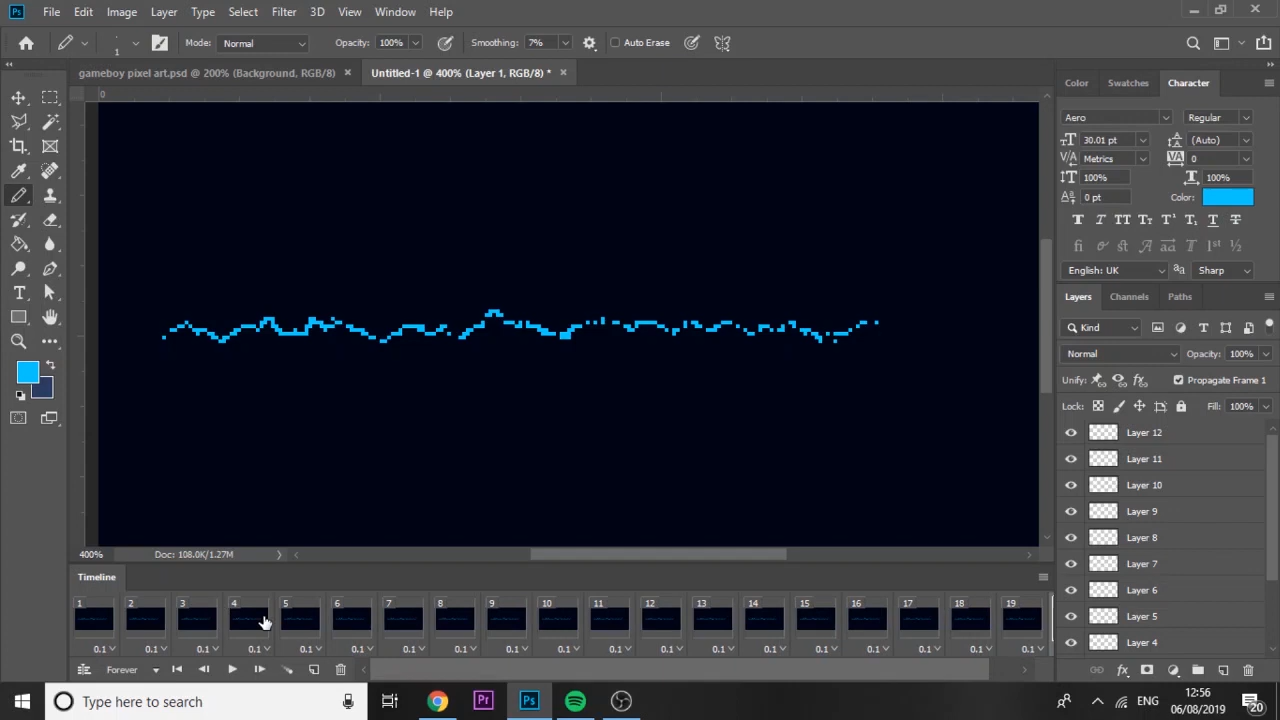 Ps File Edit Image Layer Type Select Filter 3D View Window Help
1 Mode: Normal Opacity: 100% Smoothing: 7% Auto Erase
gameboy pixel art.psd @ 200% (Background, RGB/8) × Untitled-1 @ 400% (Layer 1, RGB/8) * ×
0
Color Swatches Character
Aero Regular
30.01 pt (Auto)
Metrics 0
100% 100%
0 pt Color:
English: UK Sharp
Layers Channels Paths
Kind
Normal Opacity: 100%
Unify: Propagate Frame 1
Lock: Fill: 100%
Layer 12
Layer 11
Layer 10
Layer 9
Layer 8
Layer 7
Layer 6
Layer 5
Layer 4
400% Doc: 108.0K/1.27M
Timeline
1 2 3 4 5 6 7 8 9 10 11 12 13 14 15 16 17 18 19
0.1 0.1 0.1 0.1 0.1 0.1 0.1 0.1 0.1 0.1 0.1 0.1 0.1 0.1 0.1 0.1 0.1 0.1 0.1
Forever
Type here to search Pr Ps ENG 12:56
06/08/2019 20